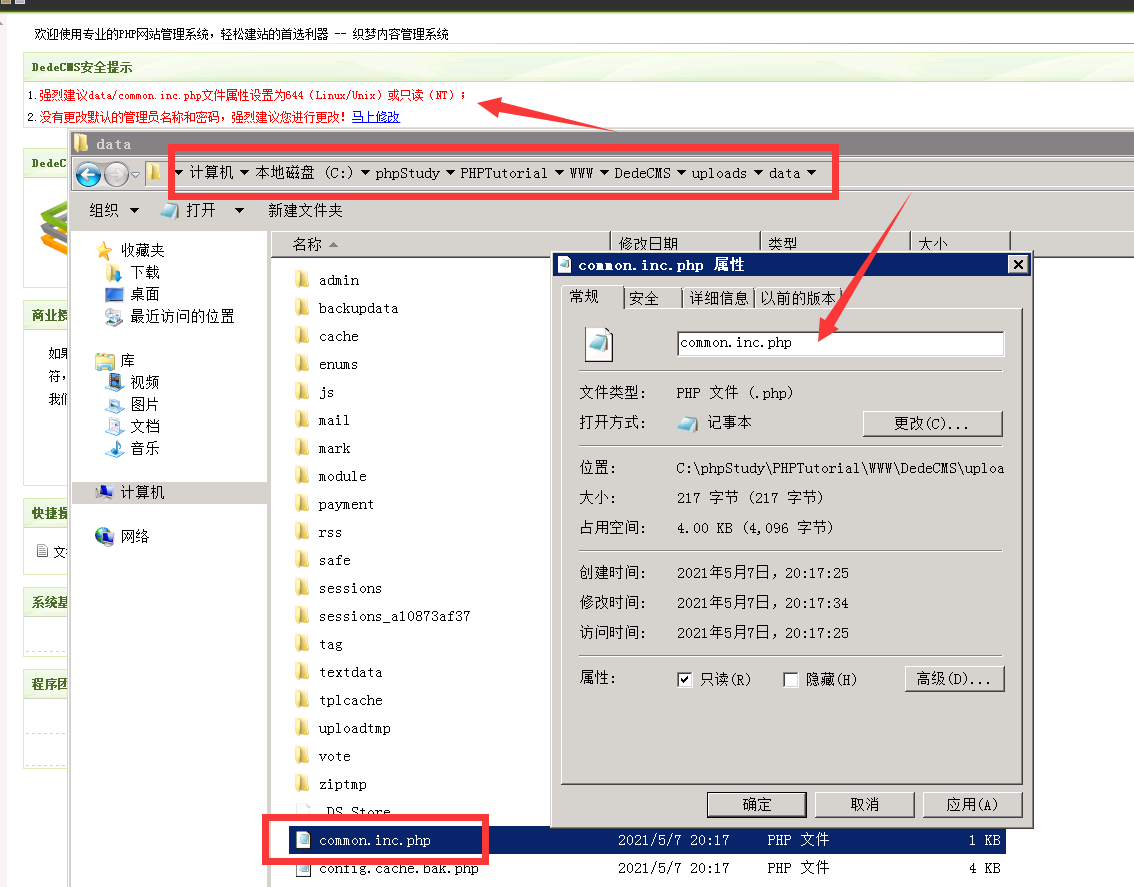 欢迎使用专业的PHP网站管理系统，轻松建站的首选利器 -- 织梦内容管理系统
DedeCMS安全提示
1.强烈建议data/common.inc.php文件属性设置为644（Linux/Unix）或只读（NT）；
2.没有更改默认的管理员名称和密码，强烈建议您进行更改！马上修改
data
DedeC
计算机 本地磁盘 (C:) phpStudy PHPTutorial WWW DedeCMS uploads data
组织 打开 新建文件夹
收藏夹
下载
桌面
最近访问的位置
库
视频
图片
文档
音乐
计算机
网络
商业授
如果
符，
我们
快捷操
文
系统基
程序团
名称 修改日期 类型 大小
admin
backupdata
cache
enums
js
mail
mark
module
payment
rss
safe
sessions
sessions_a10873af37
tag
textdata
tplcache
uploadtmp
vote
ziptmp
.DS_Store
common.inc.php 2021/5/7 20:17 PHP 文件 1 KB
config.cache.bak.php 2021/5/7 20:17 PHP 文件 4 KB
common.inc.php 属性
常规 安全 详细信息 以前的版本
common.inc.php
文件类型: PHP 文件 (.php)
打开方式: 记事本 更改(C)...
位置: C:\phpStudy\PHPTutorial\WWW\DedeCMS\uploa
大小: 217 字节 (217 字节)
占用空间: 4.00 KB (4,096 字节)
创建时间: 2021年5月7日，20:17:25
修改时间: 2021年5月7日，20:17:34
访问时间: 2021年5月7日，20:17:25
属性: 只读(R) 隐藏(H) 高级(D)...
确定 取消 应用(A)